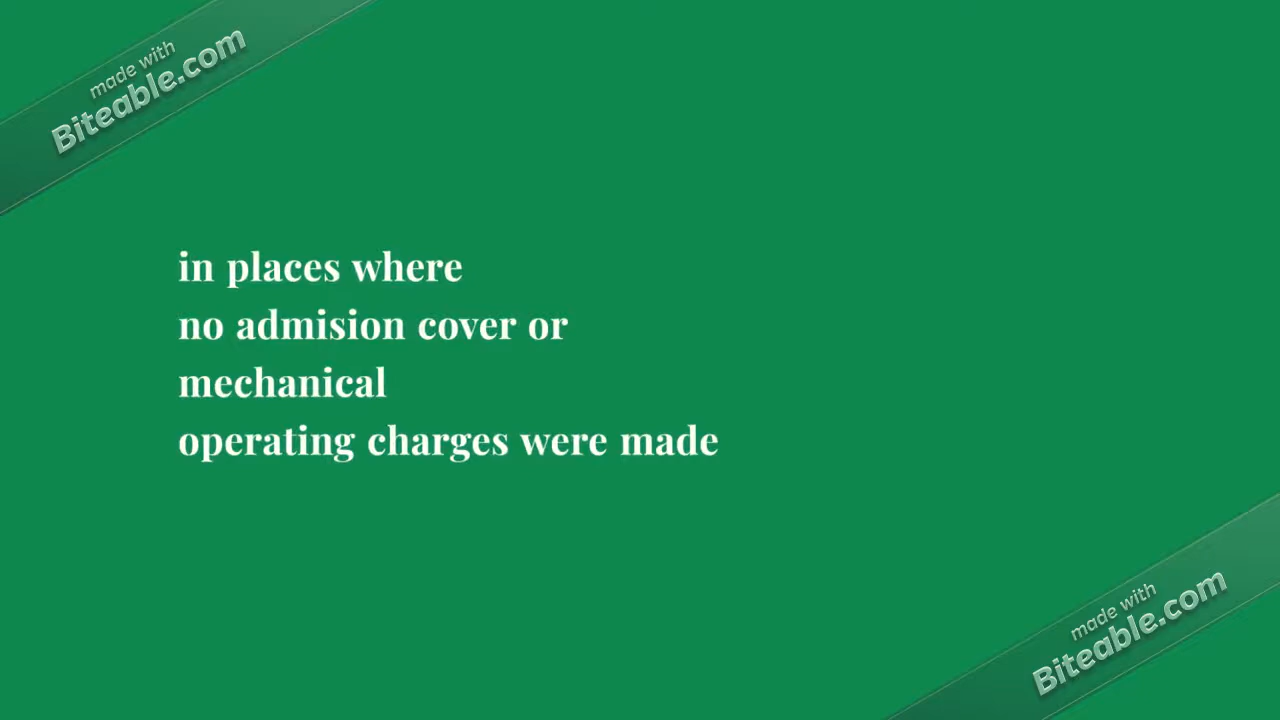 made with
Biteable.com
in places where
no admision cover or
mechanical
operating charges were made
made with
Biteable.com